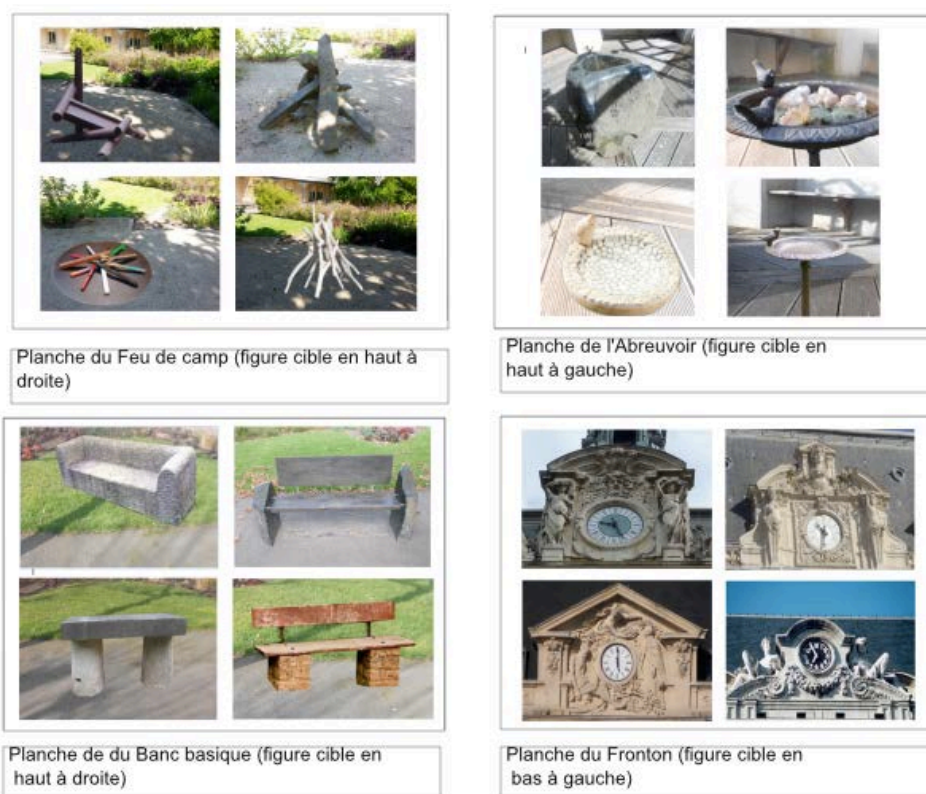 Planche du Feu de camp (figure cible en haut à
droite)
Planche de l'Abreuvoir (figure cible en
haut à gauche)
Planche de du Banc basique (figure cible en
haut à droite)
Planche du Fronton (figure cible en
bas à gauche)